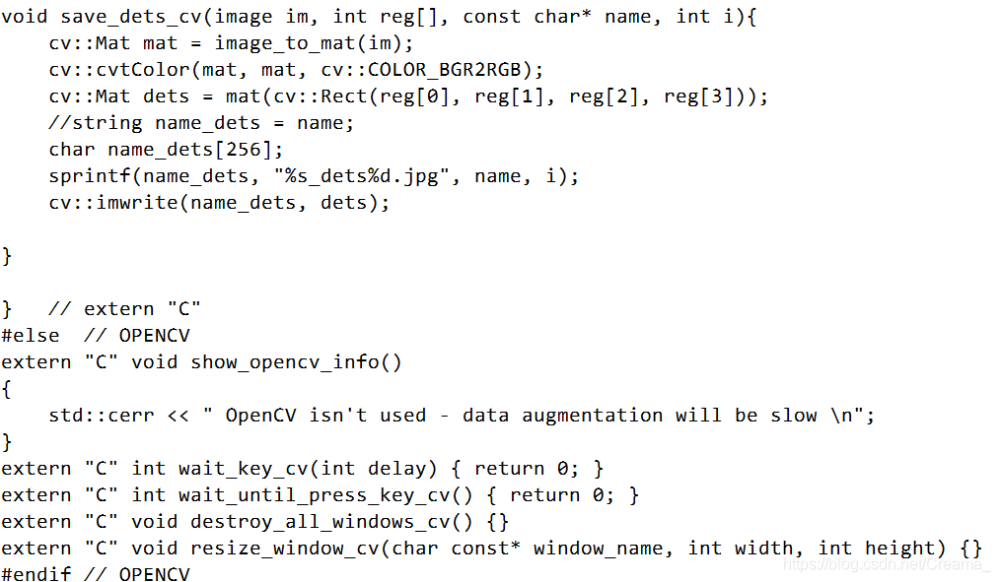 void save_dets_cv(image im, int reg[], const char* name, int i){
    cv::Mat mat = image_to_mat(im);
    cv::cvtColor(mat, mat, cv::COLOR_BGR2RGB);
    cv::Mat dets = mat(cv::Rect(reg[0], reg[1], reg[2], reg[3]));
    //string name_dets = name;
    char name_dets[256];
    sprintf(name_dets, "%s_dets%d.jpg", name, i);
    cv::imwrite(name_dets, dets);

}

}   // extern "C"
#else  // OPENCV
extern "C" void show_opencv_info()
{
    std::cerr << " OpenCV isn't used - data augmentation will be slow \n";
}
extern "C" int wait_key_cv(int delay) { return 0; }
extern "C" int wait_until_press_key_cv() { return 0; }
extern "C" void destroy_all_windows_cv() {}
extern "C" void resize_window_cv(char const* window_name, int width, int height) {}
https://blog.csdn.net/Creama_
#endif // OPENCV